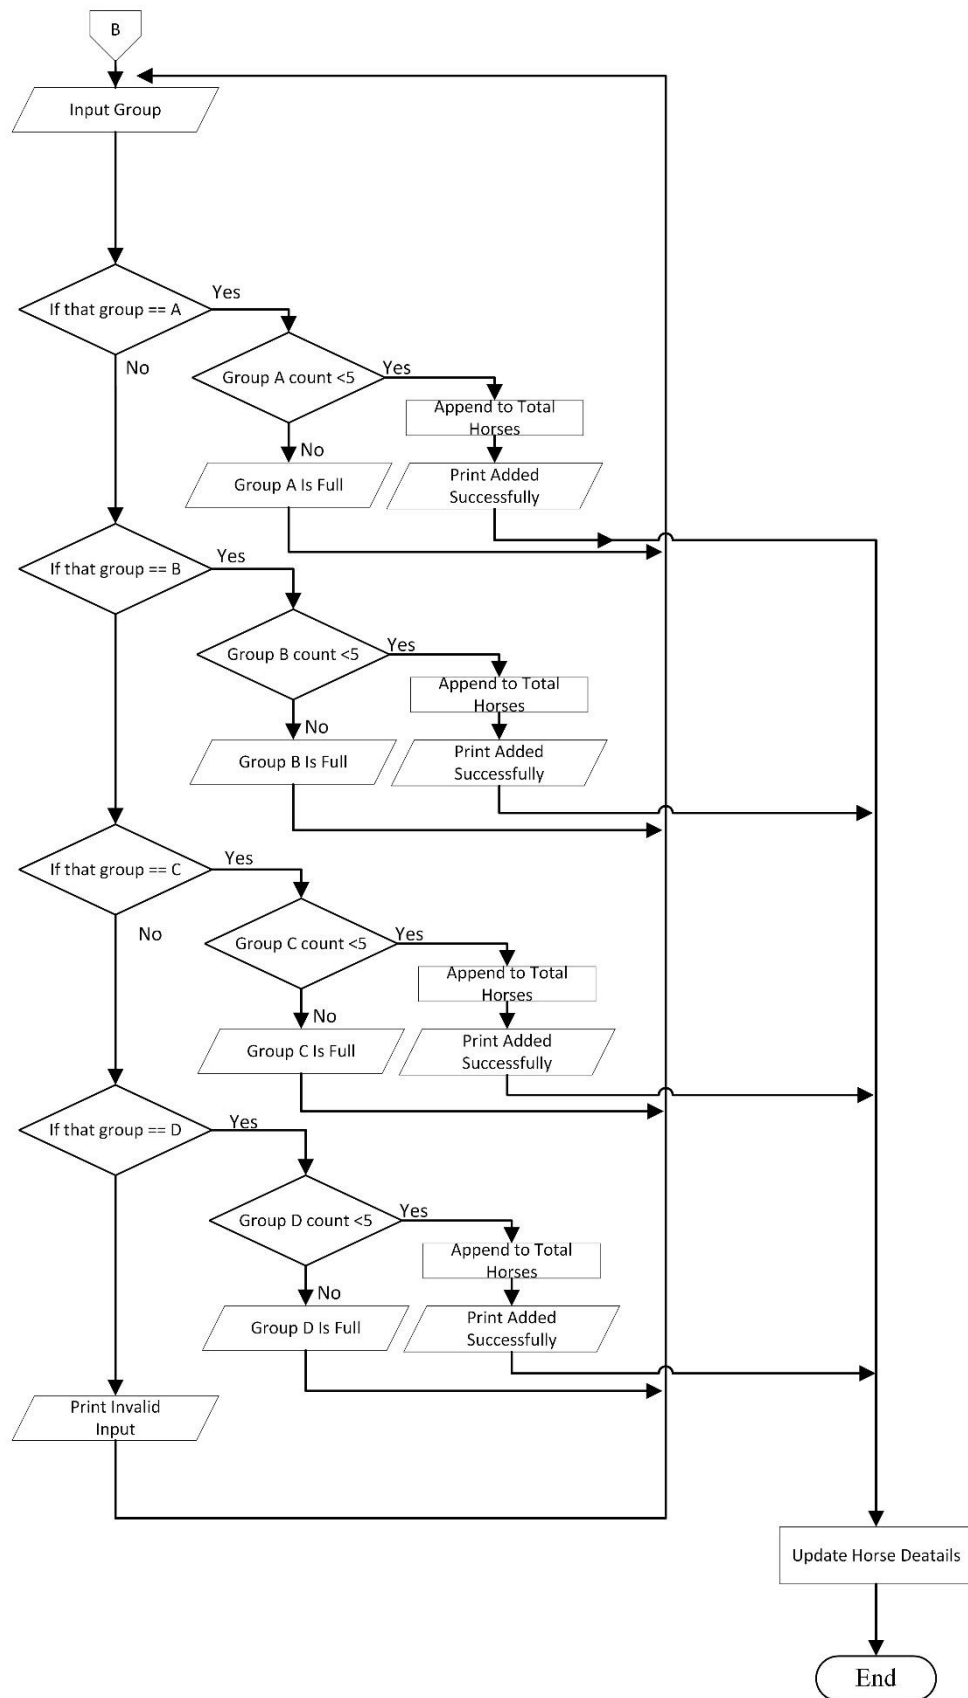 B
Input Group
If that group == A
Yes
No
Group A count <5
Yes
No
Append to Total
Horses
Group A Is Full
Print Added
Successfully
If that group == B
Yes
Group B count <5
Yes
No
Append to Total
Horses
Group B Is Full
Print Added
Successfully
If that group == C
Yes
No
Group C count <5
Yes
No
Append to Total
Horses
Group C Is Full
Print Added
Successfully
If that group == D
Yes
Group D count <5
Yes
No
Append to Total
Horses
Group D Is Full
Print Added
Successfully
Print Invalid
Input
Update Horse Deatails
End